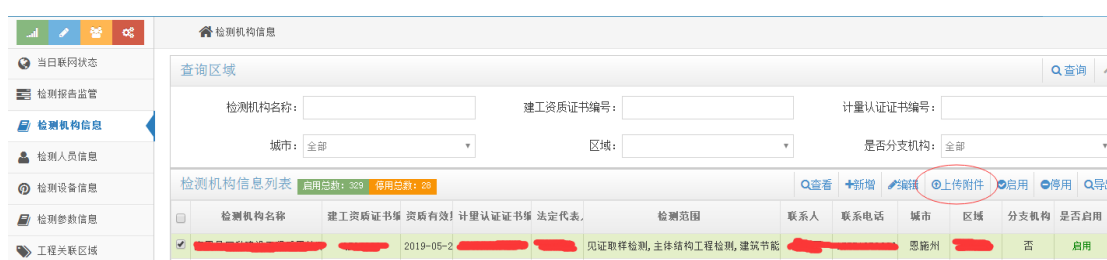 检测机构信息
当日联网状态
查询区域
查询
检测报告监管
检测机构名称：
建工资质证书编号：
计量认证证书编号：
检测机构信息
城市：
全部
区域：
是否分支机构：
全部
检测人员信息
检测机构信息列表
启用总数：329
停用总数：28
查看
新增
编辑
上传附件
启用
停用
导出
检测设备信息
检测机构名称
建工资质证书编
资质有效期
计量认证证书编
法定代表人
检测范围
联系人
联系电话
城市
区域
分支机构
是否启用
检测参数信息
2019-05-2
见证取样检测,主体结构工程检测,建筑节能
恩施州
否
启用
工程关联区域